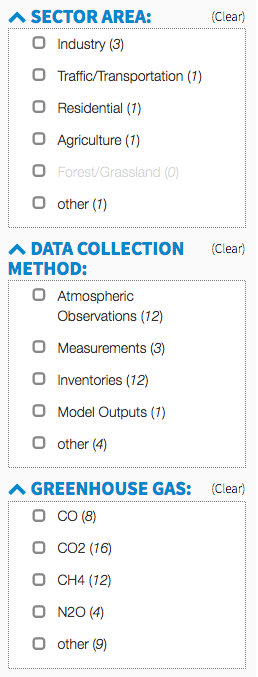 SECTOR AREA: (Clear)
Industry (3)
Traffic/Transportation (1)
Residential (1)
Agriculture (1)
Forest/Grassland (0)
other (1)
DATA COLLECTION (Clear)
METHOD:
Atmospheric
Observations (12)
Measurements (3)
Inventories (12)
Model Outputs (1)
other (4)
GREENHOUSE GAS: (Clear)
CO (8)
CO2 (16)
CH4 (12)
N2O (4)
other (9)